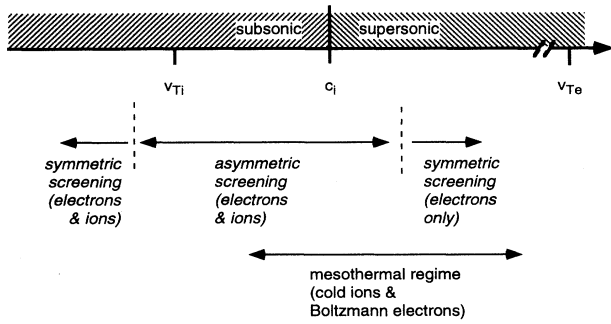 subsonic
supersonic
v_Ti
c_i
v_Te
symmetric
screening
(electrons
& ions)
asymmetric
screening
(electrons
& ions)
symmetric
screening
(electrons
only)
mesothermal regime
(cold ions &
Boltzmann electrons)